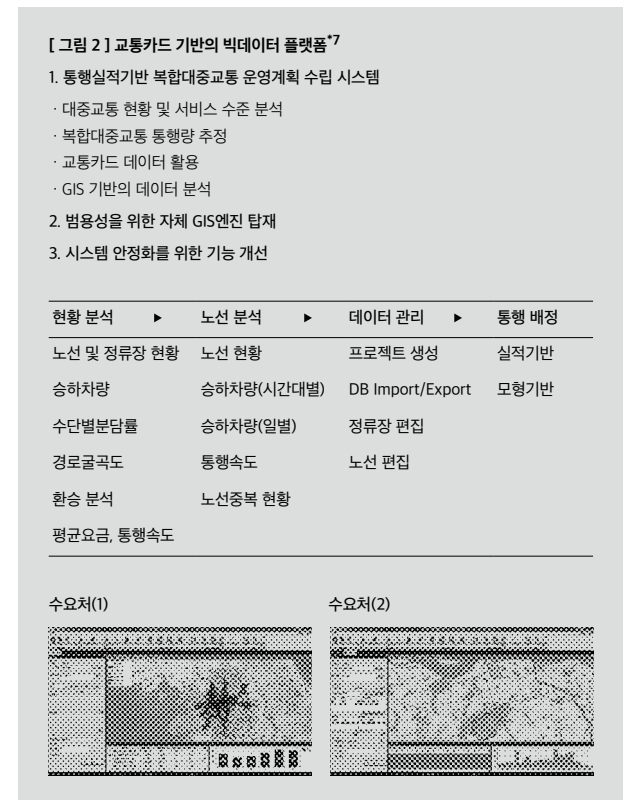 [ 그림 2 ] 교통카드 기반의 빅데이터 플랫폼*7
1. 통행실적기반 복합대중교통 운영계획 수립 시스템
· 대중교통 현황 및 서비스 수준 분석
· 복합대중교통 통행량 추정
· 교통카드 데이터 활용
· GIS 기반의 데이터 분석
2. 범용성을 위한 자체 GIS엔진 탑재
3. 시스템 안정화를 위한 기능 개선
현황 분석 ▶ 노선 분석 ▶ 데이터 관리 ▶ 통행 배정
노선 및 정류장 현황 노선 현황 프로젝트 생성 실적기반
승하차량 승하차량(시간대별) DB Import/Export 모형기반
수단별분담률 승하차량(일별) 정류장 편집
경로굴곡도 통행속도 노선 편집
환승 분석 노선중복 현황
평균요금, 통행속도
수요처(1) 수요처(2)